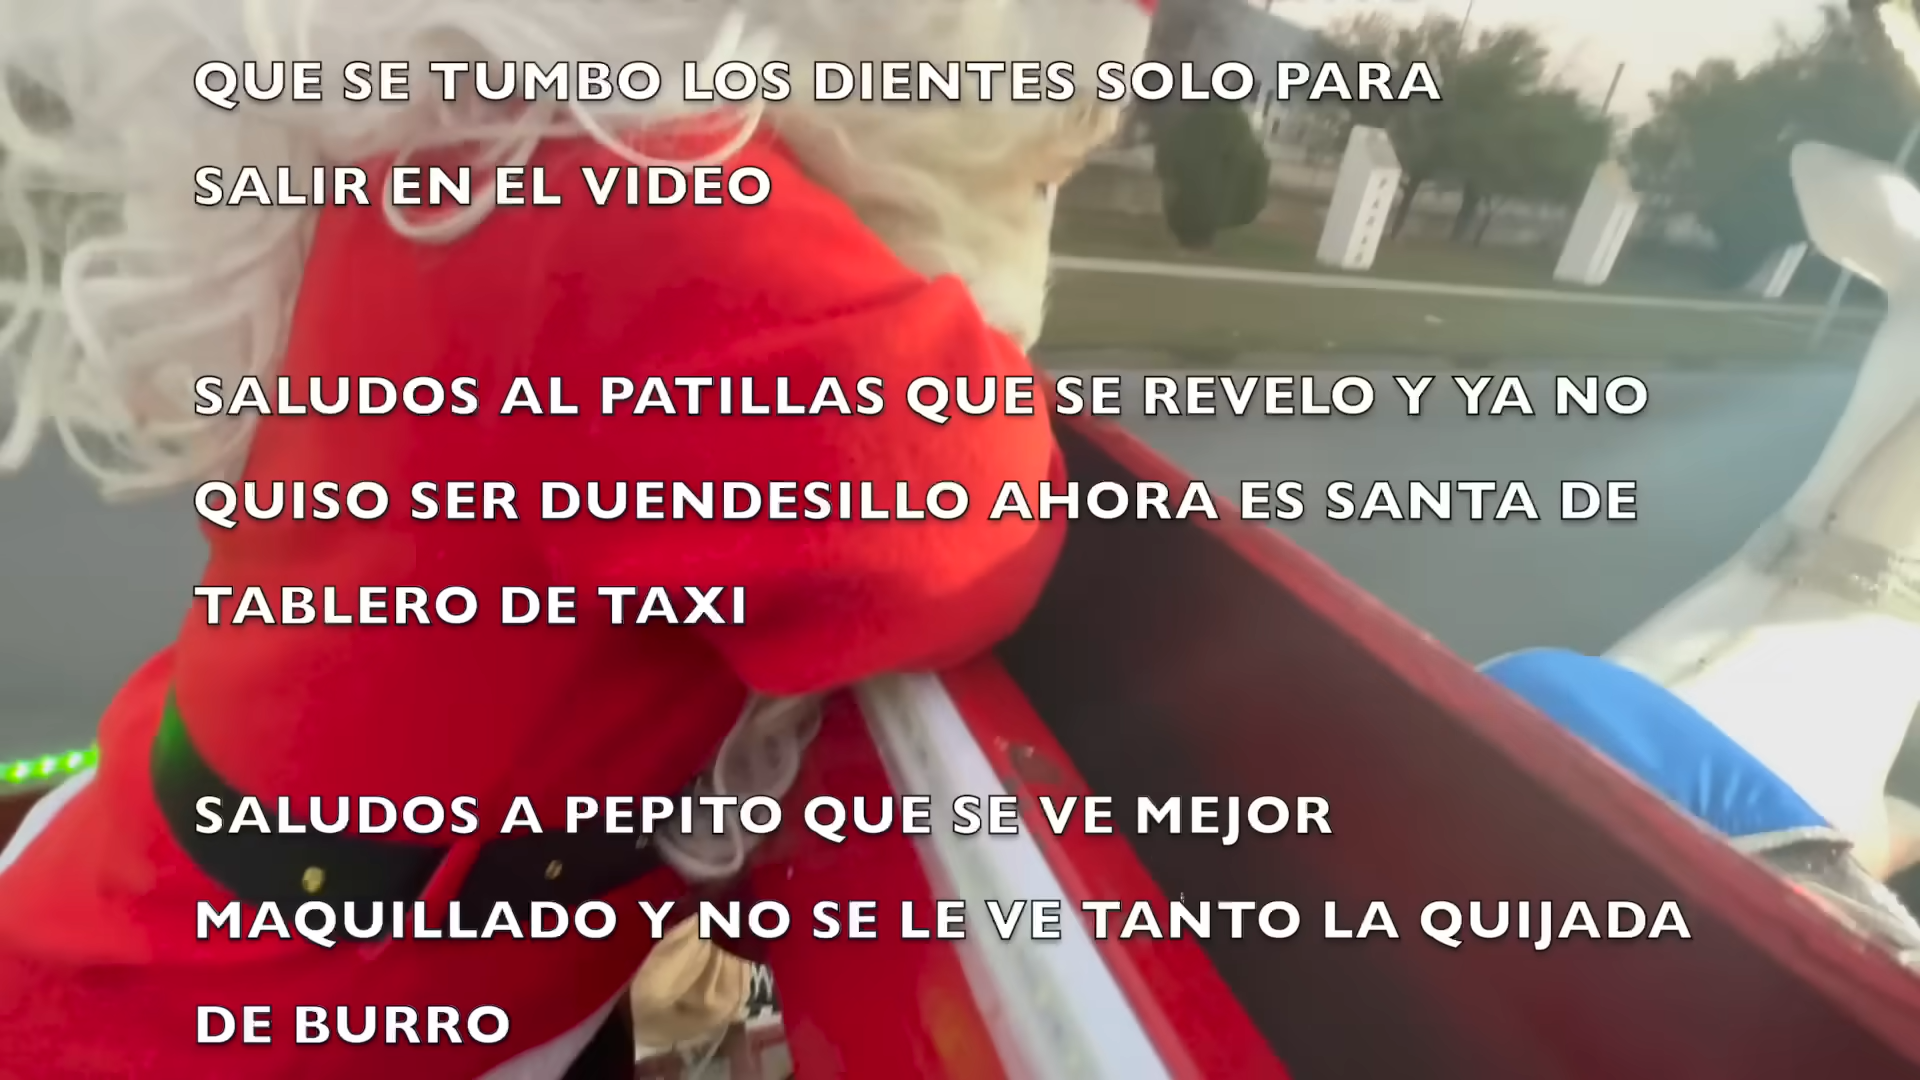 QUE SE TUMBO LOS DIENTES SOLO PARA
SALIR EN EL VIDEO
SALUDOS AL PATILLAS QUE SE REVELO Y YA NO
QUISO SER DUENDESILLO AHORA ES SANTA DE
TABLERO DE TAXI
SALUDOS A PEPITO QUE SE VE MEJOR
MAQUILLADO Y NO SE LE VE TANTO LA QUIJADA
DE BURRO